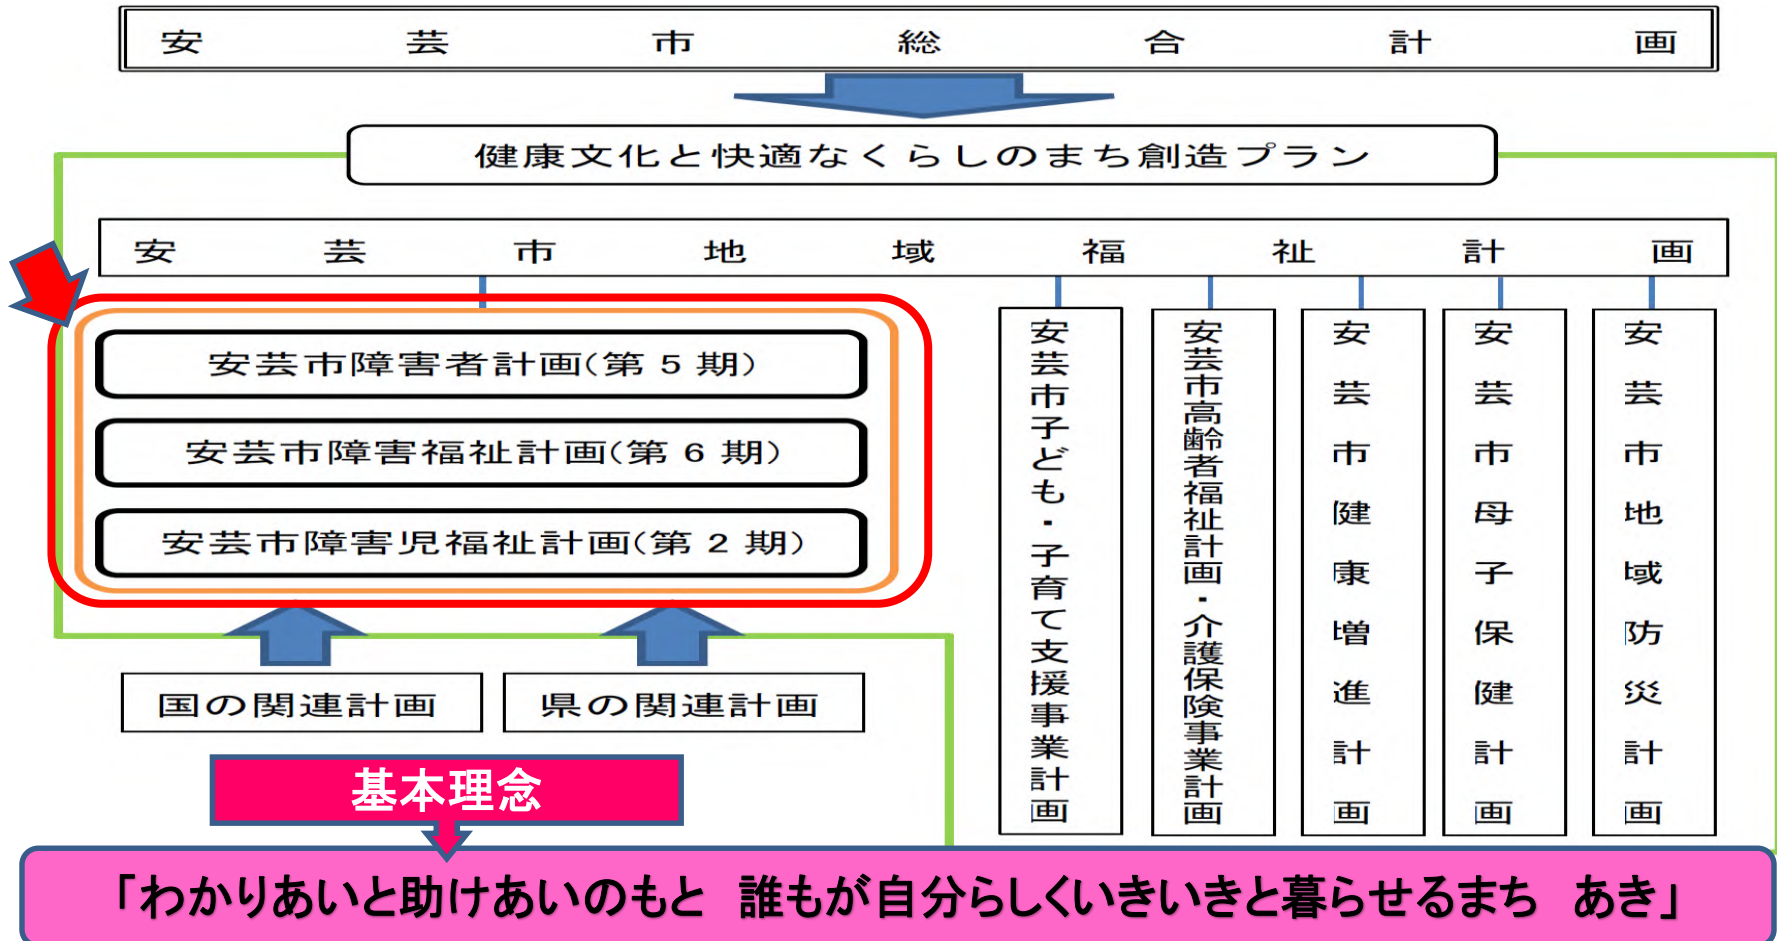 安芸市総合計画
健康文化と快適なくらしのまち創造プラン
安芸市地域福祉計画
安芸市障害者計画(第5期)
安芸市障害福祉計画(第6期)
安芸市障害児福祉計画(第2期)
安芸市子ども・子育て支援事業計画
安芸市高齢者福祉計画・介護保険事業計画
安芸市健康増進計画
安芸市母子保健計画
安芸市地域防災計画
国の関連計画
県の関連計画
基本理念
「わかりあいと助けあいのもと　誰もが自分らしくいきいきと暮らせるまち　あき」